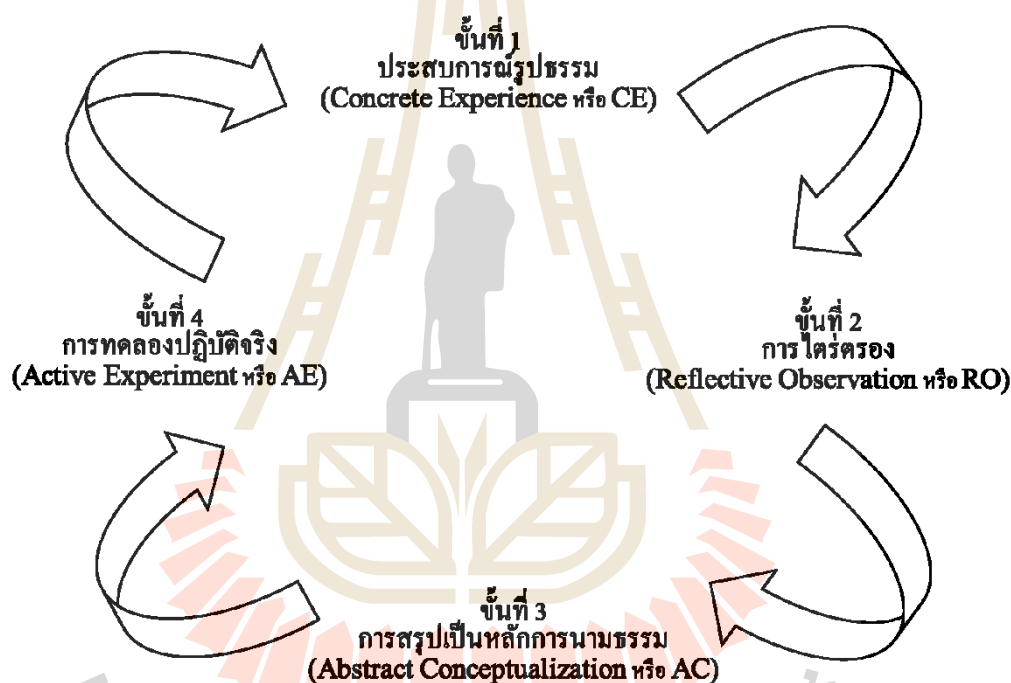 ขั้นที่ 1
ประสบการณ์รูปธรรม
(Concrete Experience หรือ CE)
ขั้นที่ 2
การไตร่ตรอง
(Reflective Observation หรือ RO)
ขั้นที่ 3
การสรุปเป็นหลักการนามธรรม
(Abstract Conceptualization หรือ AC)
ขั้นที่ 4
การทดลองปฏิบัติจริง
(Active Experiment หรือ AE)